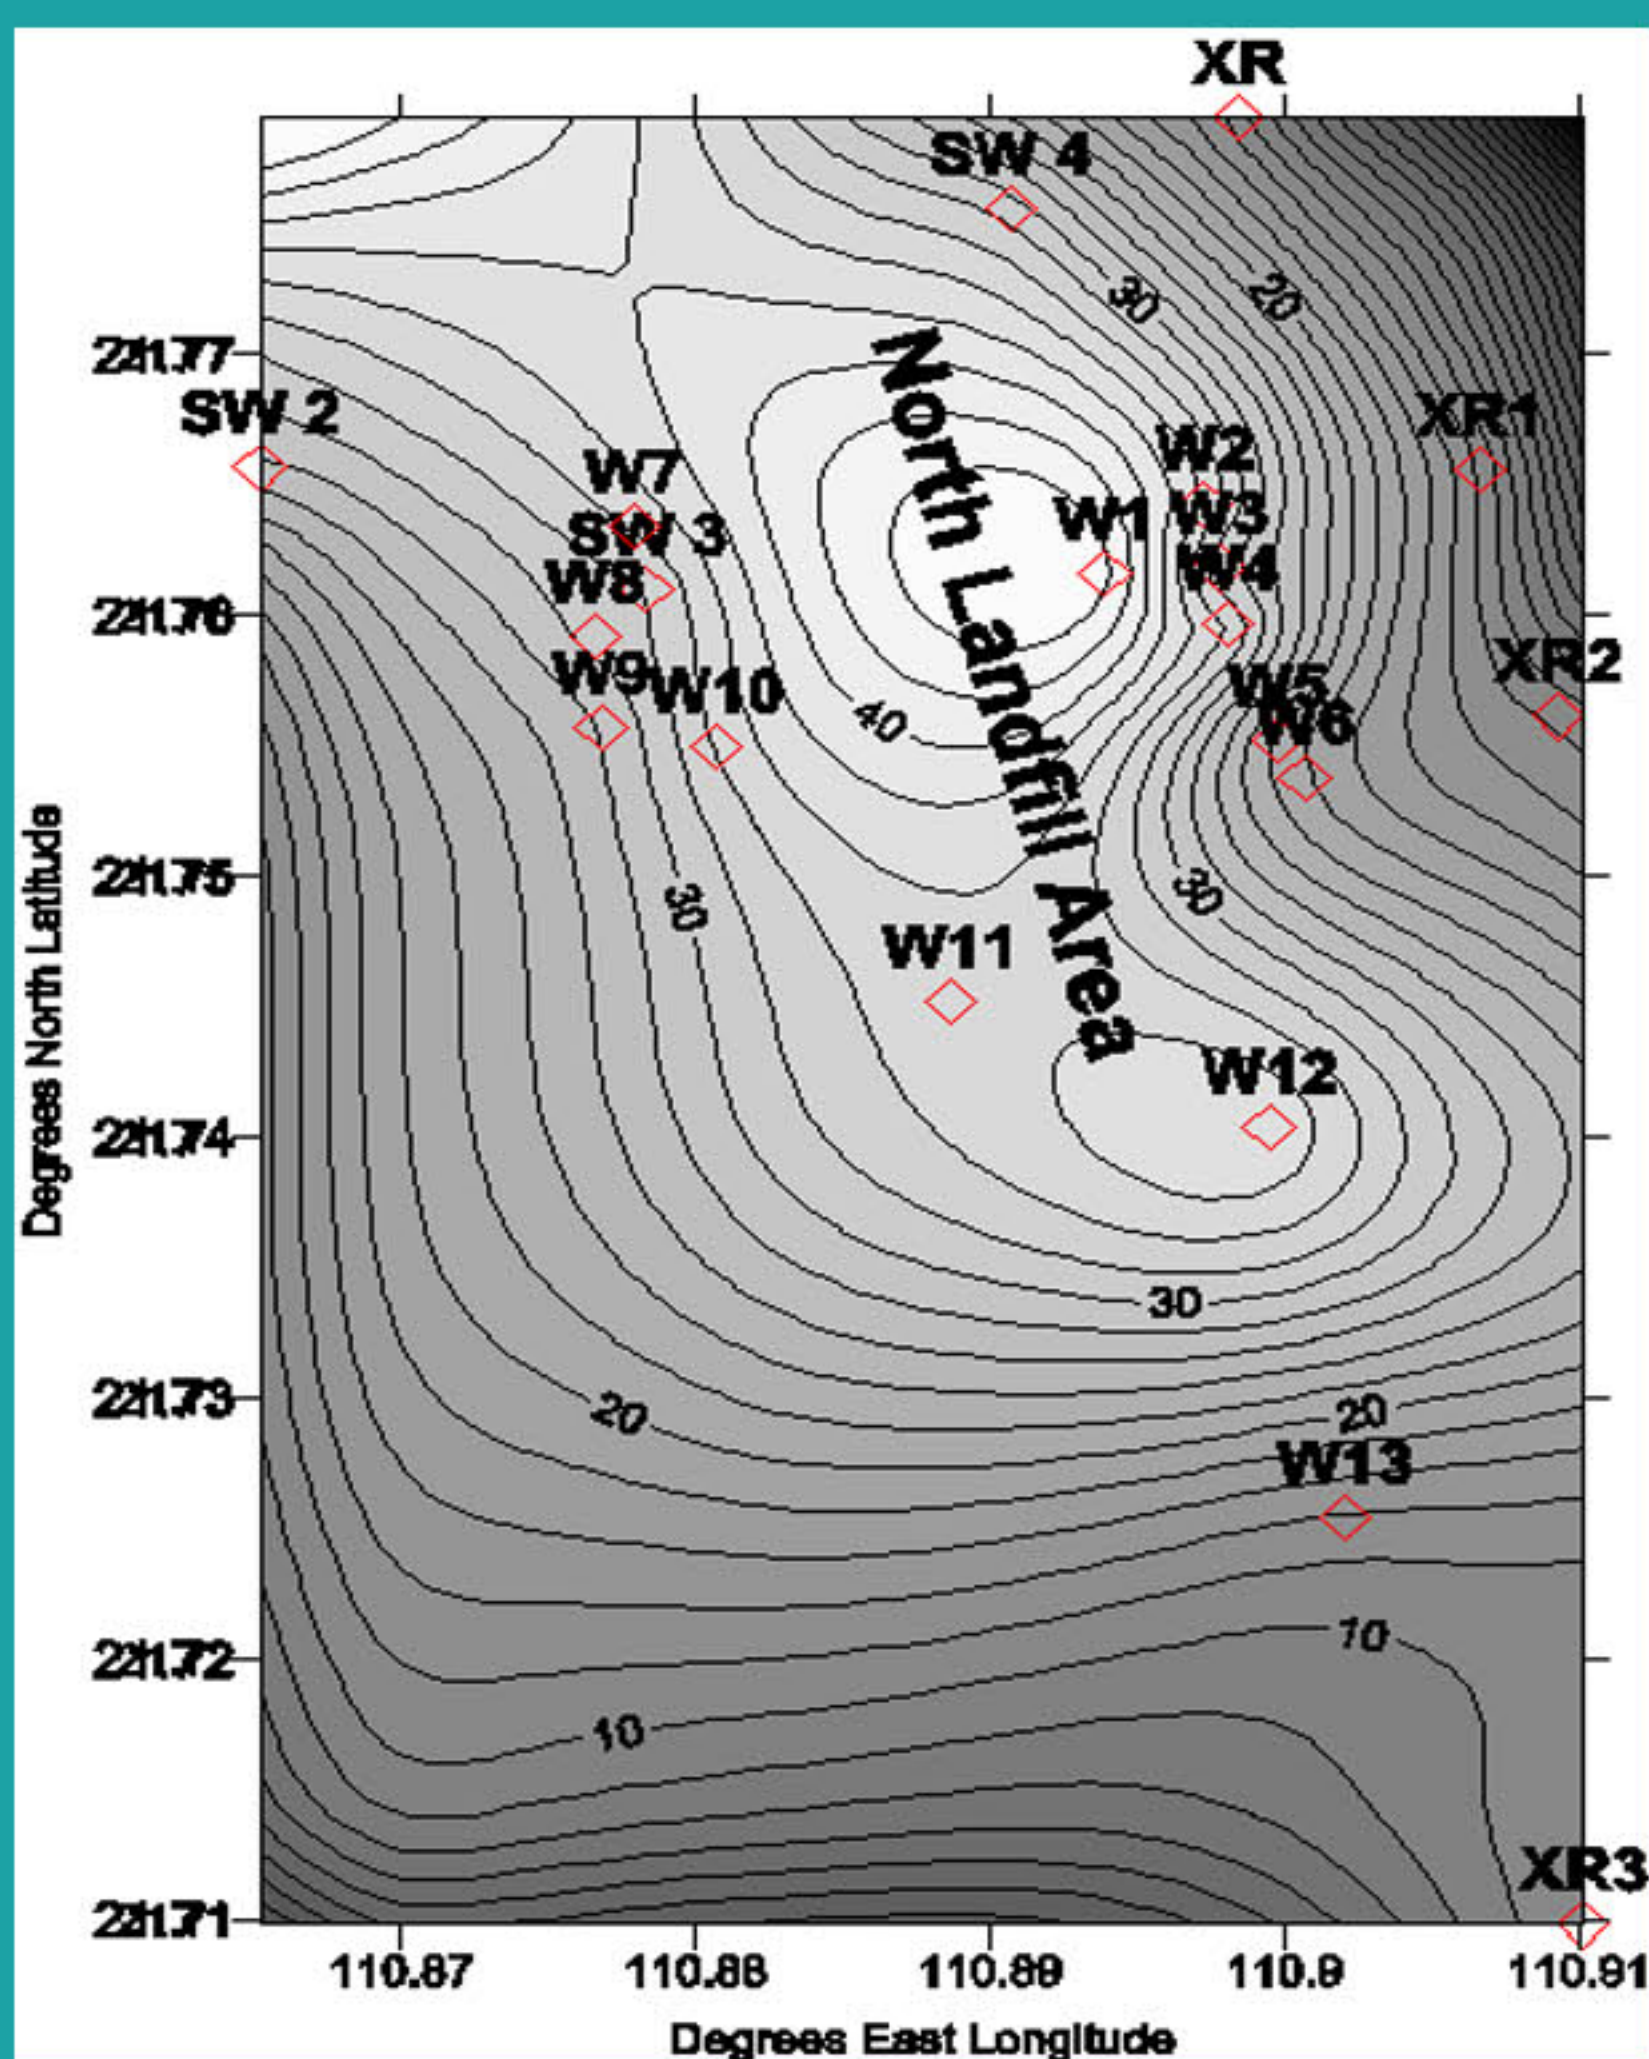 XR
SW 4
30
20
SW 2
XR1
W7
W2
North Landfill Area
W1
W3
SW 3
W8
W4
XR2
W9
W10
W5
W6
40
30
30
W11
W12
30
20
20
W13
10
10
XR3
Degrees North Latitude
110.87
110.88
110.89
110.9
110.91
Degrees East Longitude